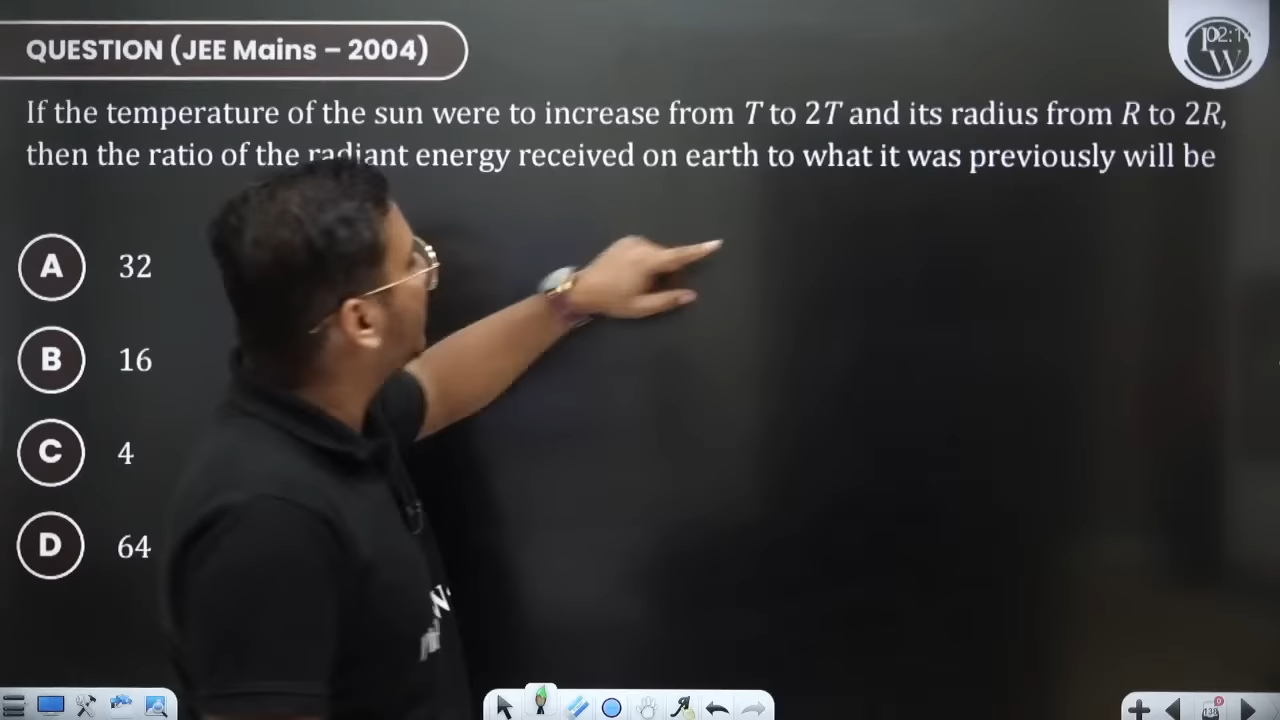 QUESTION (JEE Mains – 2004)
If the temperature of the sun were to increase from T to 2T and its radius from R to 2R,
then the ratio of the radiant energy received on earth to what it was previously will be
A 32
B 16
C 4
D 64
138